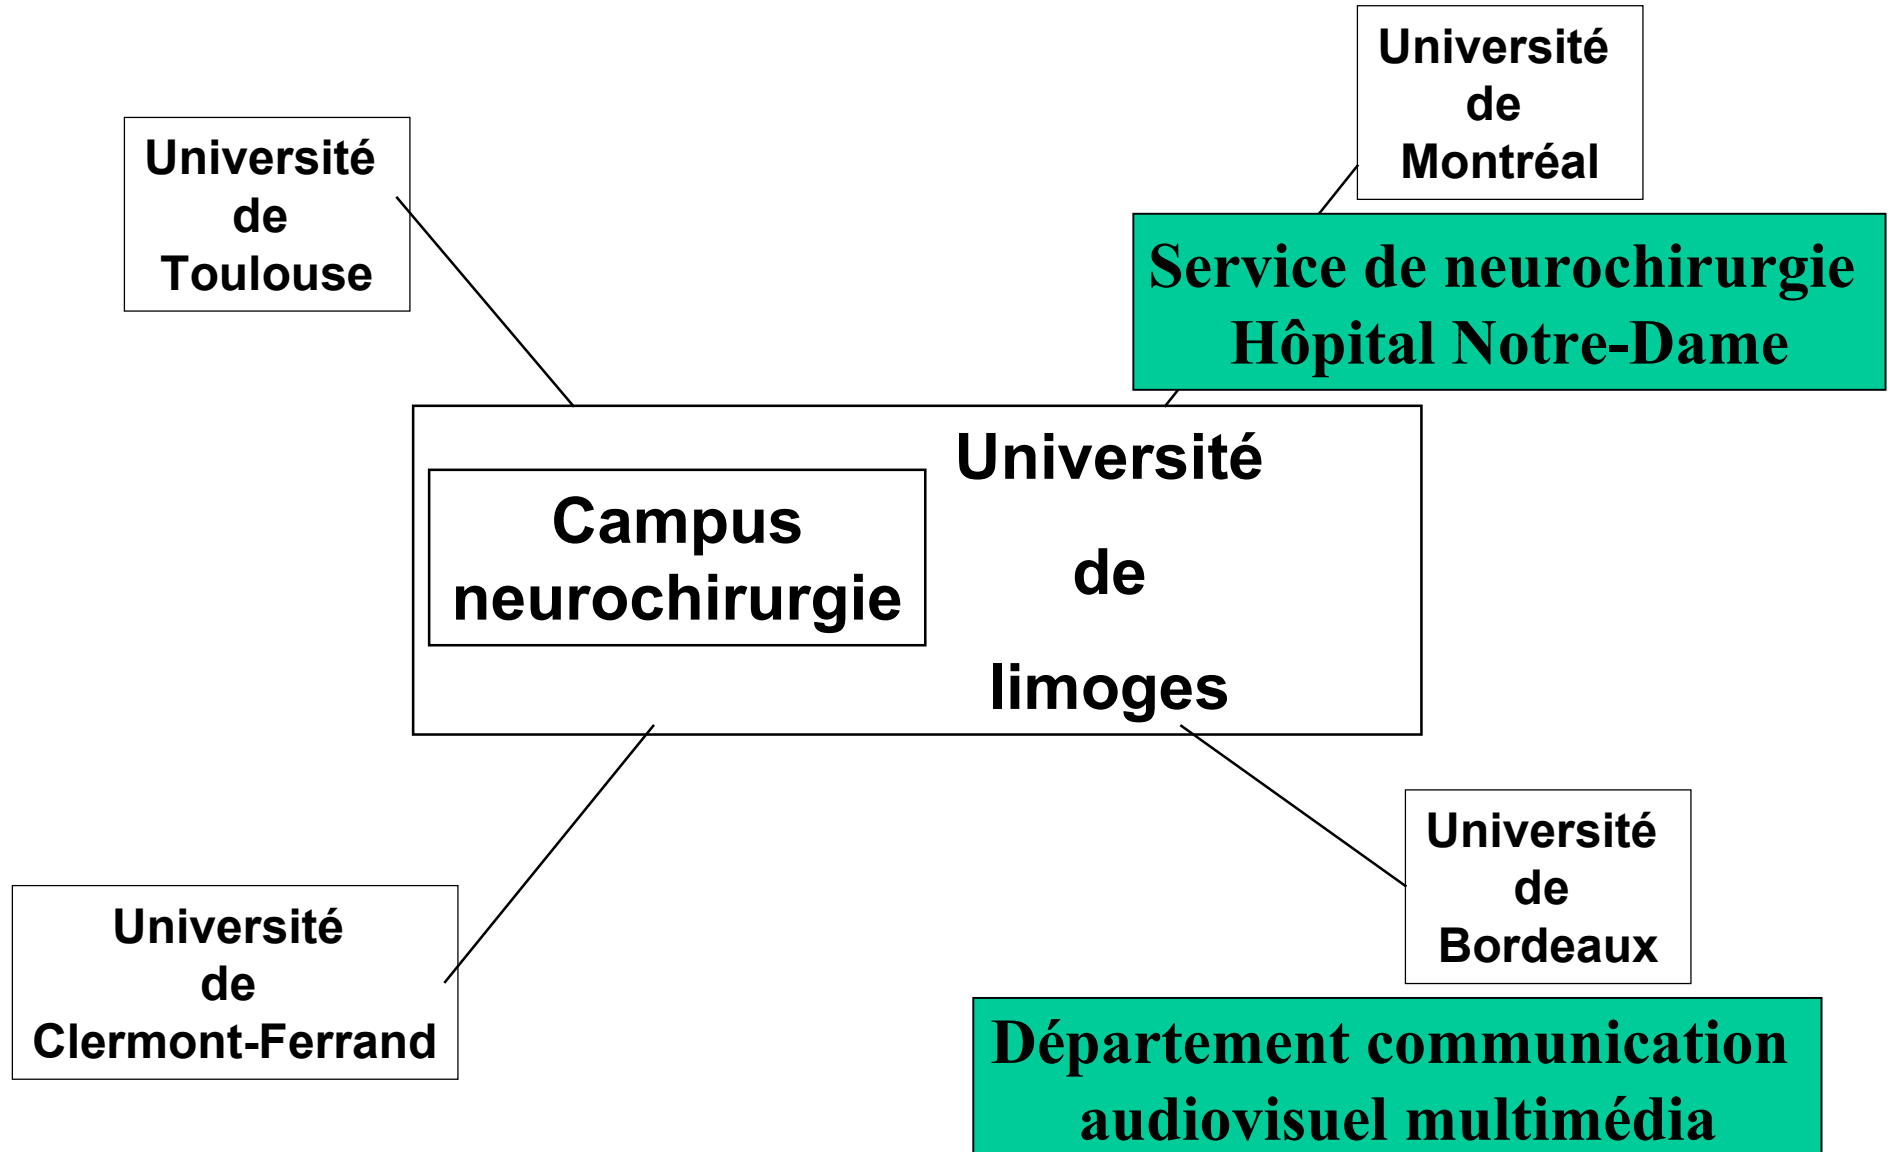 Université
de
Montréal
Université
de
Toulouse
Service de neurochirurgie
Hôpital Notre-Dame
Université
de
limoges
Campus
neurochirurgie
Université
de
Bordeaux
Université
de
Clermont-Ferrand
Département communication
audiovisuel multimédia